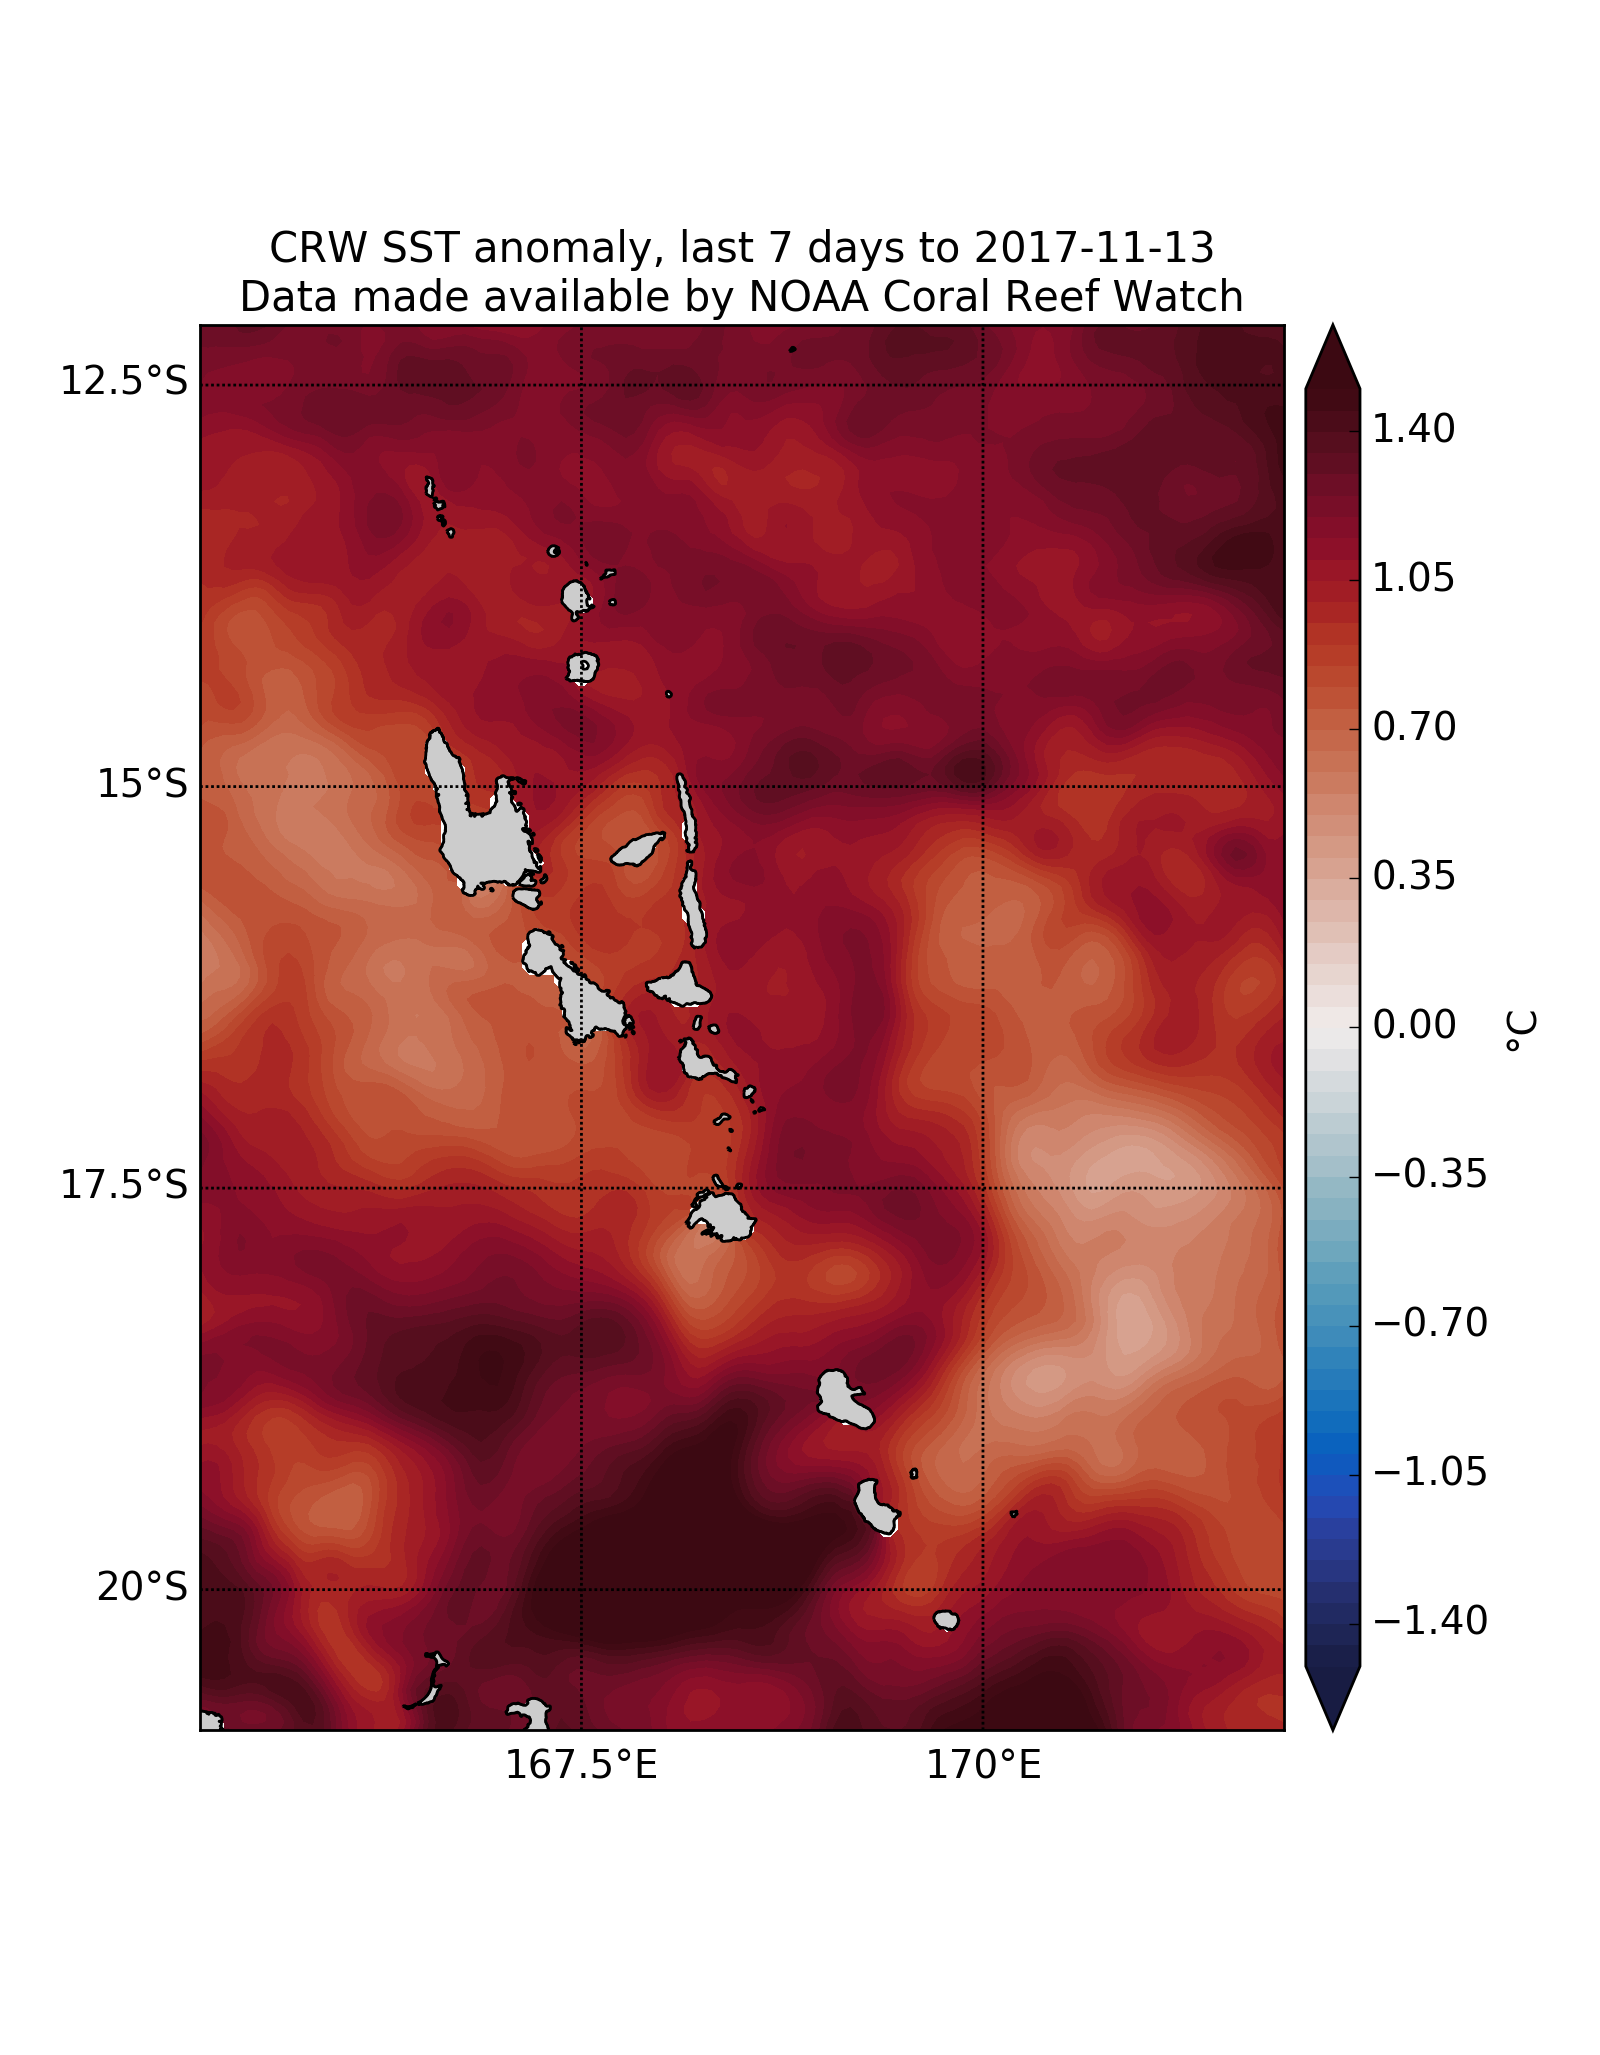 CRW SST anomaly, last 7 days to 2017-11-13
Data made available by NOAA Coral Reef Watch
12.5°S
15°S
17.5°S
20°S
167.5°E
170°E
1.40
1.05
0.70
0.35
0.00
−0.35
−0.70
−1.05
−1.40
°C